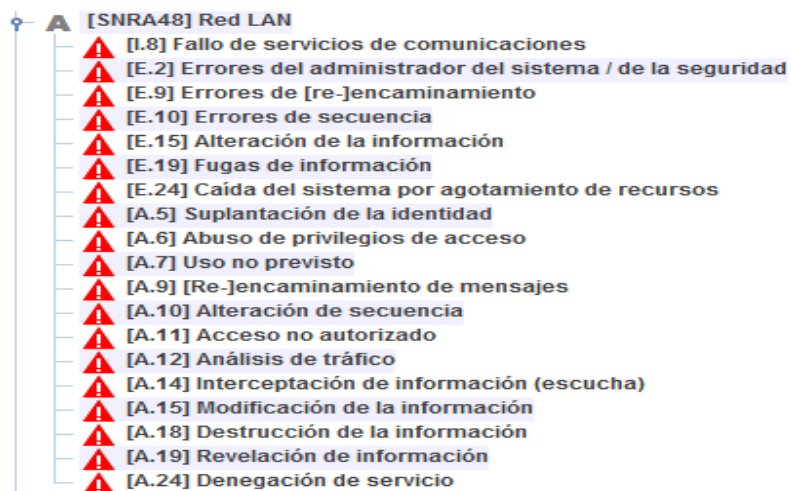 A [SNRA48] Red LAN
[I.8] Fallo de servicios de comunicaciones
[E.2] Errores del administrador del sistema / de la seguridad
[E.9] Errores de [re-]encaminamiento
[E.10] Errores de secuencia
[E.15] Alteración de la información
[E.19] Fugas de información
[E.24] Caída del sistema por agotamiento de recursos
[A.5] Suplantación de la identidad
[A.6] Abuso de privilegios de acceso
[A.7] Uso no previsto
[A.9] [Re-]encaminamiento de mensajes
[A.10] Alteración de secuencia
[A.11] Acceso no autorizado
[A.12] Análisis de tráfico
[A.14] Interceptación de información (escucha)
[A.15] Modificación de la información
[A.18] Destrucción de la información
[A.19] Revelación de información
[A.24] Denegación de servicio